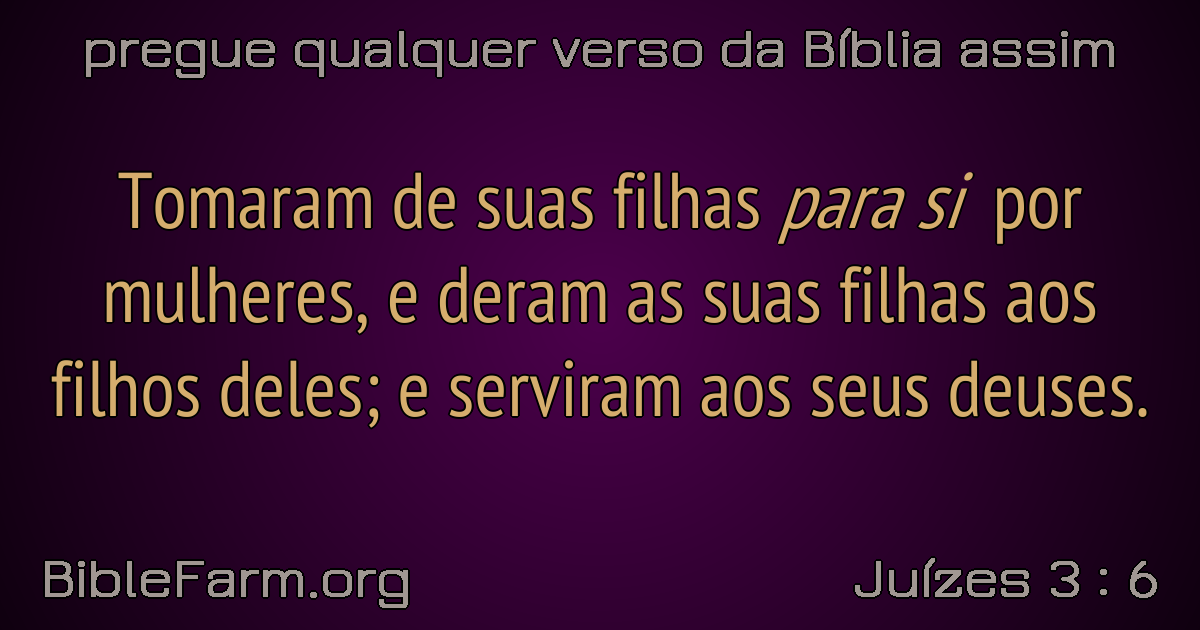 pregue qualquer verso da Bíblia assim
Tomaram de suas filhas para si por
mulheres, e deram as suas filhas aos
filhos deles; e serviram aos seus deuses.
BibleFarm.org
Juízes 3 : 6